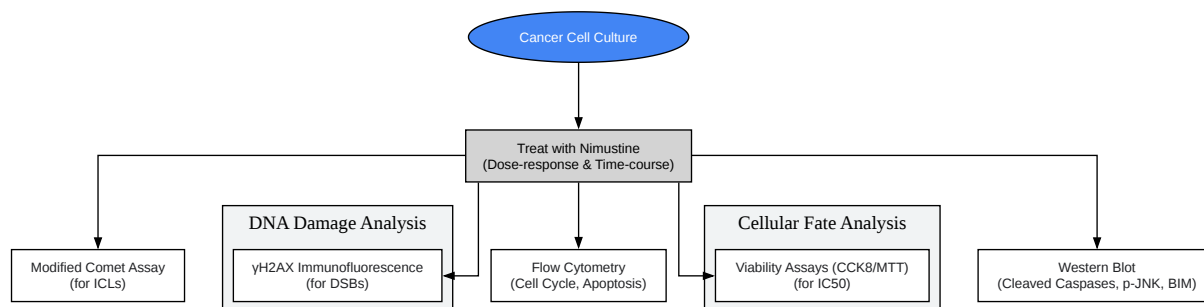 Cancer Cell Culture
Treat with Nimustine
(Dose-response & Time-course)
DNA Damage Analysis
Cellular Fate Analysis
Modified Comet Assay
(for ICLs)
γH2AX Immunofluorescence
(for DSBs)
Flow Cytometry
(Cell Cycle, Apoptosis)
Viability Assays (CCK8/MTT)
(for IC50)
Western Blot
(Cleaved Caspases, p-JNK, BIM)